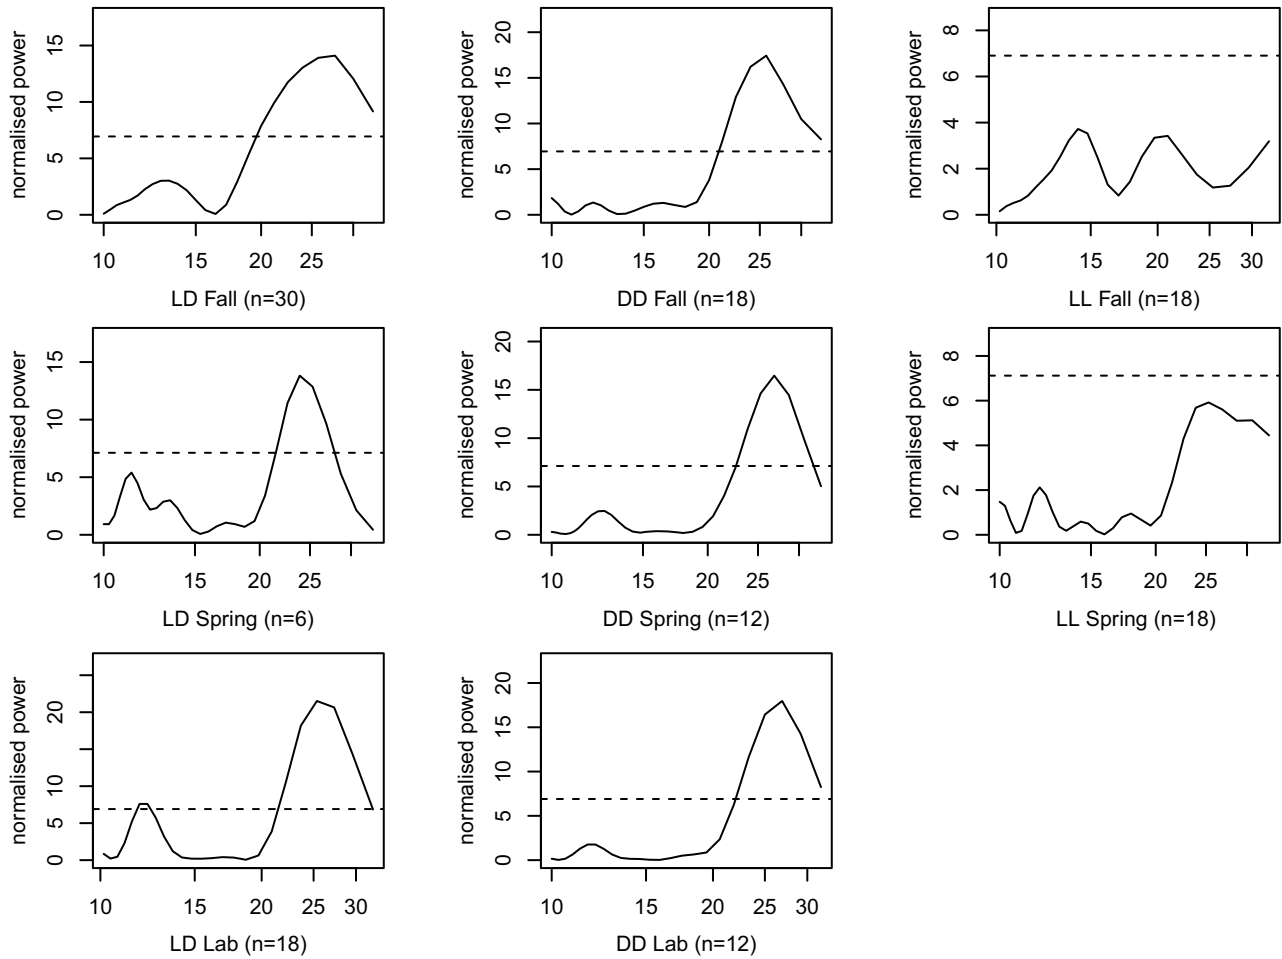 normalised power
0 5 10 15
10 15 20 25
LD Fall (n=30)
normalised power
0 5 10 15 20
10 15 20 25
DD Fall (n=18)
normalised power
0 2 4 6 8
10 15 20 25 30
LL Fall (n=18)
normalised power
0 5 10 15
10 15 20 25
LD Spring (n=6)
normalised power
0 5 10 15 20
10 15 20 25
DD Spring (n=12)
normalised power
0 2 4 6 8
10 15 20 25
LL Spring (n=18)
normalised power
0 5 10 20
10 15 20 25 30
LD Lab (n=18)
normalised power
0 5 10 15 20
10 15 20 25 30
DD Lab (n=12)